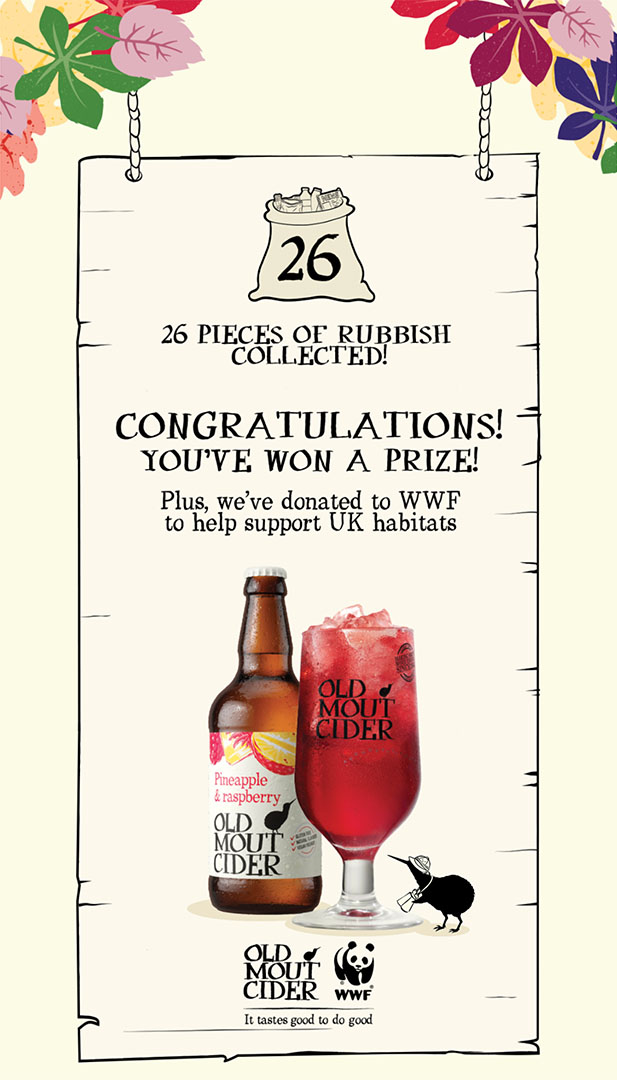 26
26 PIECES OF RUBBISH
COLLECTED!
CONGRATULATIONS!
YOU'VE WON A PRIZE!
Plus, we've donated to WWF
to help support UK habitats
OLD
MOUT
CIDER
Pineapple
& raspberry
OLD
MOUT
CIDER
OLD
MOUT
CIDER
WWF
It tastes good to do good